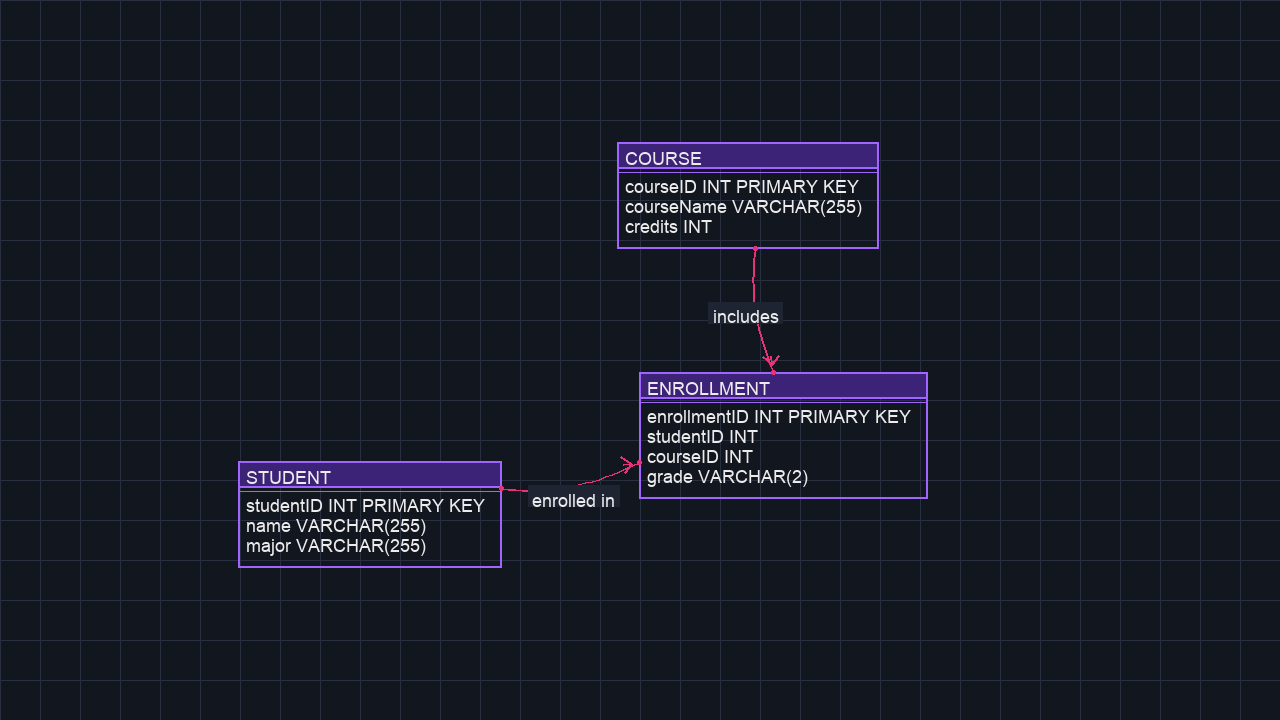 COURSE
courseID INT PRIMARY KEY
courseName VARCHAR(255)
credits INT
includes
ENROLLMENT
enrollmentID INT PRIMARY KEY
studentID INT
courseID INT
grade VARCHAR(2)
STUDENT
studentID INT PRIMARY KEY
name VARCHAR(255)
major VARCHAR(255)
enrolled in